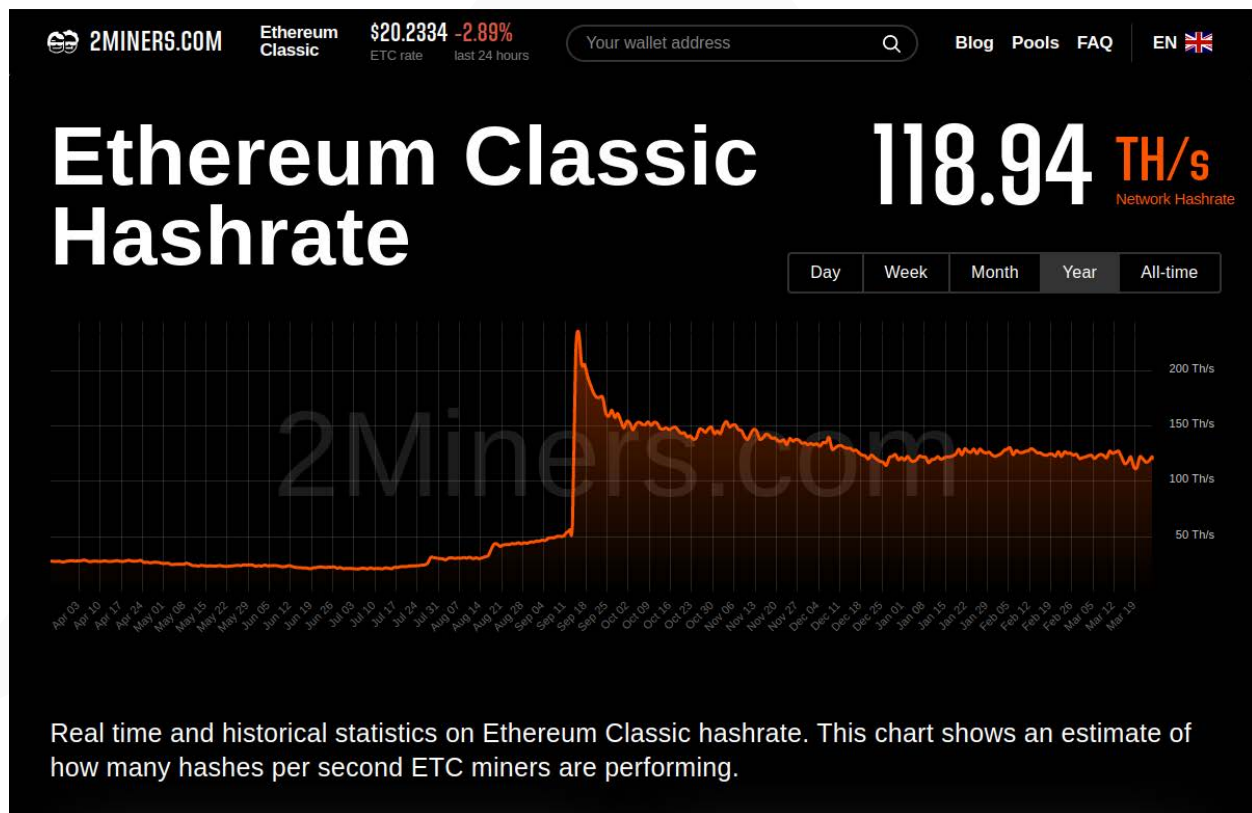 2MINERS.COM
Ethereum
Classic
$20.2334 -2.89%
ETC rate last 24 hours
Your wallet address
Blog Pools FAQ EN
Ethereum Classic
Hashrate
118.94 TH/s
Network Hashrate
Day Week Month Year All-time
2Miners.com
200 Th/s
150 Th/s
100 Th/s
50 Th/s
Apr 03 Apr 10 Apr 17 Apr 24 May 01 May 08 May 15 May 22 May 29 Jun 05 Jun 12 Jun 19 Jun 26 Jul 03 Jul 10 Jul 17 Jul 24 Jul 31 Aug 07 Aug 14 Aug 21 Aug 28 Sep 04 Sep 11 Sep 18 Sep 25 Oct 02 Oct 09 Oct 16 Oct 23 Oct 30 Nov 06 Nov 13 Nov 20 Nov 27 Dec 04 Dec 11 Dec 18 Dec 25 Jan 01 Jan 08 Jan 15 Jan 22 Jan 29 Feb 05 Feb 12 Feb 19 Feb 26 Mar 05 Mar 12 Mar 19
Real time and historical statistics on Ethereum Classic hashrate. This chart shows an estimate of
how many hashes per second ETC miners are performing.